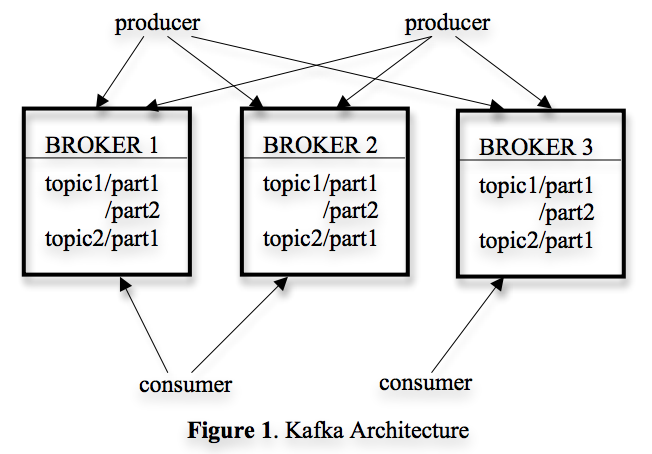 producer
producer
BROKER 1
topic1/part1
/part2
topic2/part1
BROKER 2
topic1/part1
/part2
topic2/part1
BROKER 3
topic1/part1
/part2
topic2/part1
consumer
consumer
Figure 1. Kafka Architecture